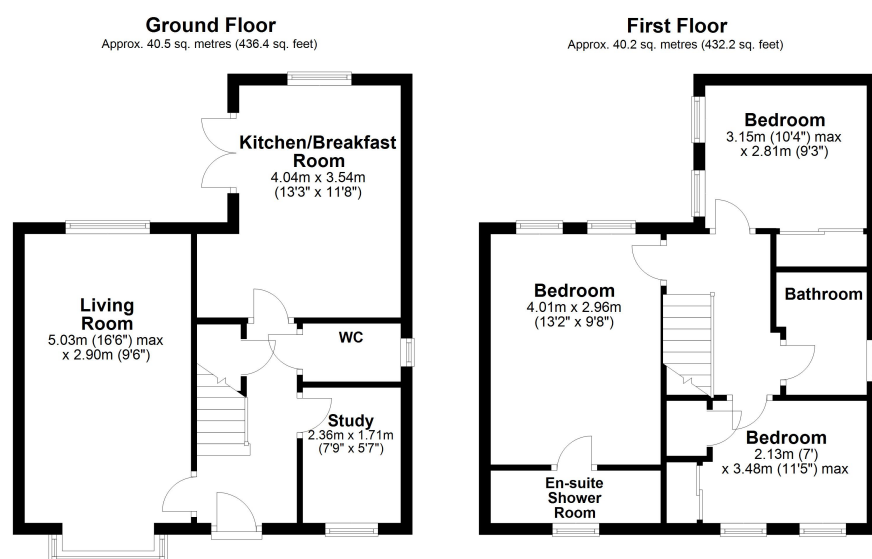 Ground Floor
Approx. 40.5 sq. metres (436.4 sq. feet)
Kitchen/Breakfast
Room
4.04m x 3.54m
(13'3" x 11'8")
Living
Room
5.03m (16'6") max
x 2.90m (9'6")
WC
Study
2.36m x 1.71m
(7'9" x 5'7")
First Floor
Approx. 40.2 sq. metres (432.2 sq. feet)
Bedroom
3.15m (10'4") max
x 2.81m (9'3")
Bedroom
4.01m x 2.96m
(13'2" x 9'8")
Bathroom
Bedroom
2.13m (7')
x 3.48m (11'5") max
En-suite
Shower
Room